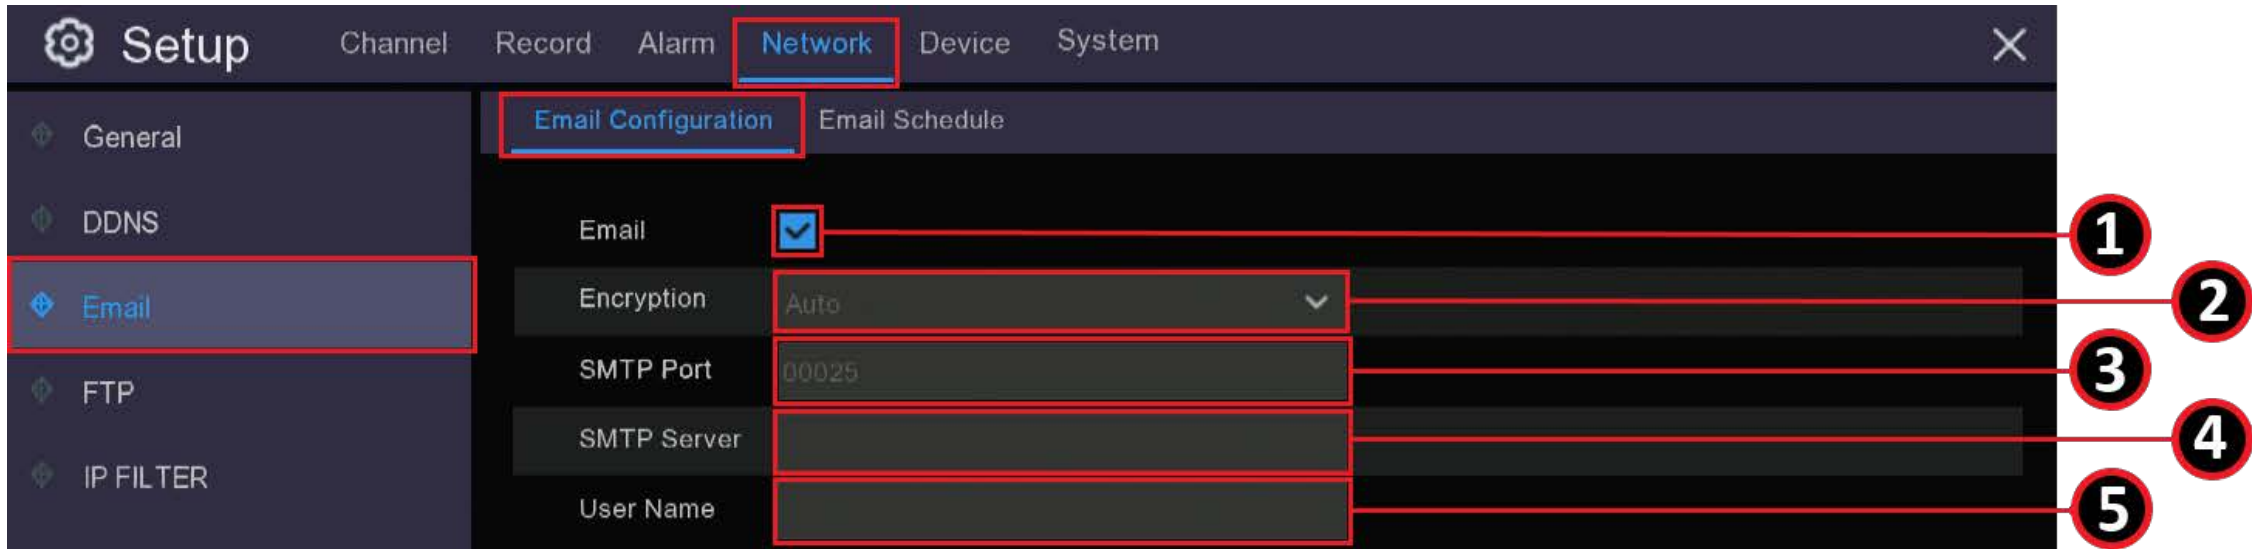 Setup Channel Record Alarm Network Device System
Email Configuration Email Schedule
General
DDNS
Email
FTP
IP FILTER
Email 1
Encryption Auto 2
SMTP Port 00025 3
SMTP Server 4
User Name 5